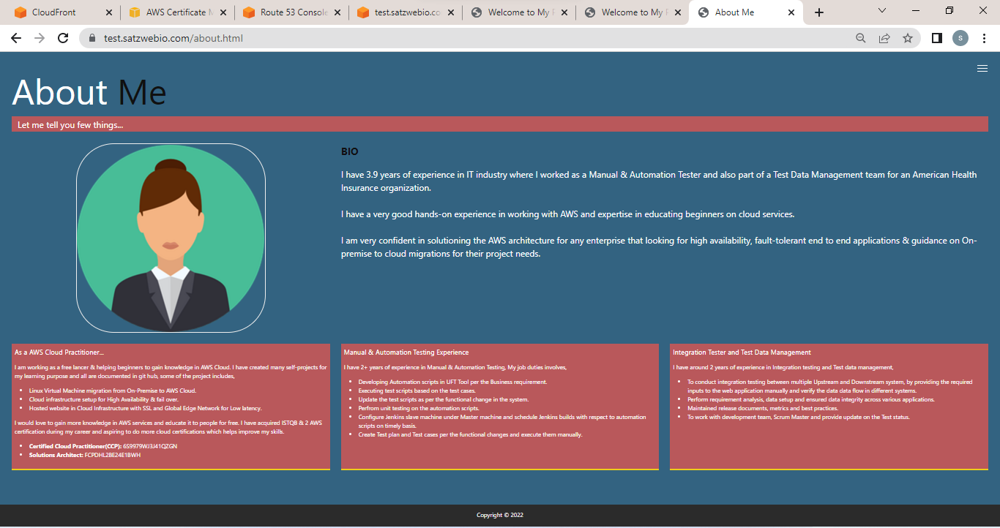 CloudFront
AWS Certificate M
Route 53 Console
test.satzwebio.co
Welcome to My P
Welcome to My P
About Me
test.satzwebio.com/about.html
s
About Me
Let me tell you few things...
BIO
I have 3.9 years of experience in IT industry where I worked as a Manual & Automation Tester and also part of a Test Data Management team for an American Health
Insurance organization.
I have a very good hands-on experience in working with AWS and expertise in educating beginners on cloud services.
I am very confident in solutioning the AWS architecture for any enterprise that looking for high availability, fault-tolerant end to end applications & guidance on On-
premise to cloud migrations for their project needs.
As a AWS Cloud Practitioner...
I am working as a free lancer & helping beginners to gain knowledge in AWS Cloud. I have created many self-projects for
my learning purpose and all are documented in git hub, some of the project includes,
Linux Virtual Machine migration from On-Premise to AWS Cloud.
Cloud infrastructure setup for High Availability & fail over.
Hosted website in Cloud Infrastructure with SSL and Global Edge Network for Low latency.
I would love to gain more knowledge in AWS services and educate it to people for free. I have acquired ISTQB & 2 AWS
certification during my career and aspiring to do more cloud certifications which helps improve my skills.
Certified Cloud Practitioner(CCP): 6S9979WJ3J41QZGN
Solutions Architect: FCPDHL2BE24E1BWH
Manual & Automation Testing Experience
I have 2+ years of experience in Manual & Automation Testing, My job duties involves,
Developing Automation scripts in UFT Tool per the Business requirement.
Executing test scripts based on the test cases.
Update the test scripts as per the functional change in the system.
Perfrom unit testing on the automation scripts.
Configure Jenkins slave machine under Master machine and schedule Jenkins builds with respect to automation
scripts on timely basis.
Create Test plan and Test cases per the functional changes and execute them manually.
Integration Tester and Test Data Management
I have around 2 years of experience in Integration testing and Test data management,
To conduct integration testing between multiple Upstream and Downstream system, by providing the required
inputs to the web application manually and verify the data data flow in different systems.
Perform requirement analysis, data setup and ensured data integrity across various applications.
Maintained release documents, metrics and best practices.
To work with development team, Scrum Master and provide update on the Test status.
Copyright © 2022